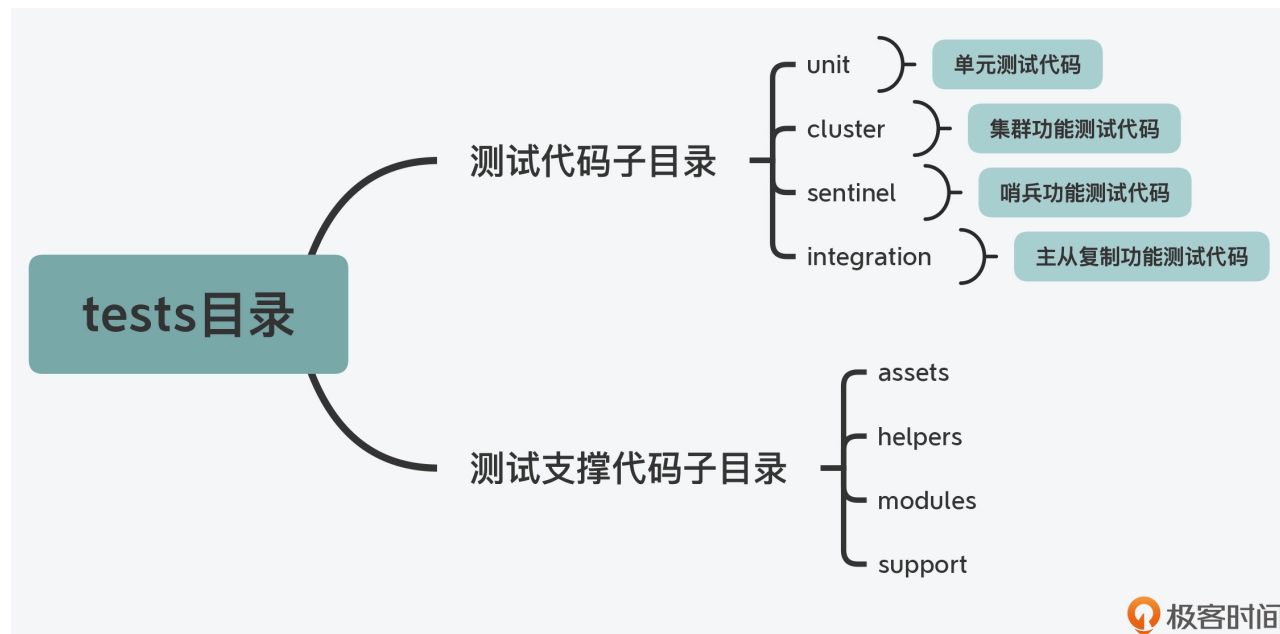 unit
单元测试代码
cluster
集群功能测试代码
测试代码子目录
sentinel
哨兵功能测试代码
integration
主从复制功能测试代码
tests目录
assets
helpers
测试支撑代码子目录
modules
support
极客时间